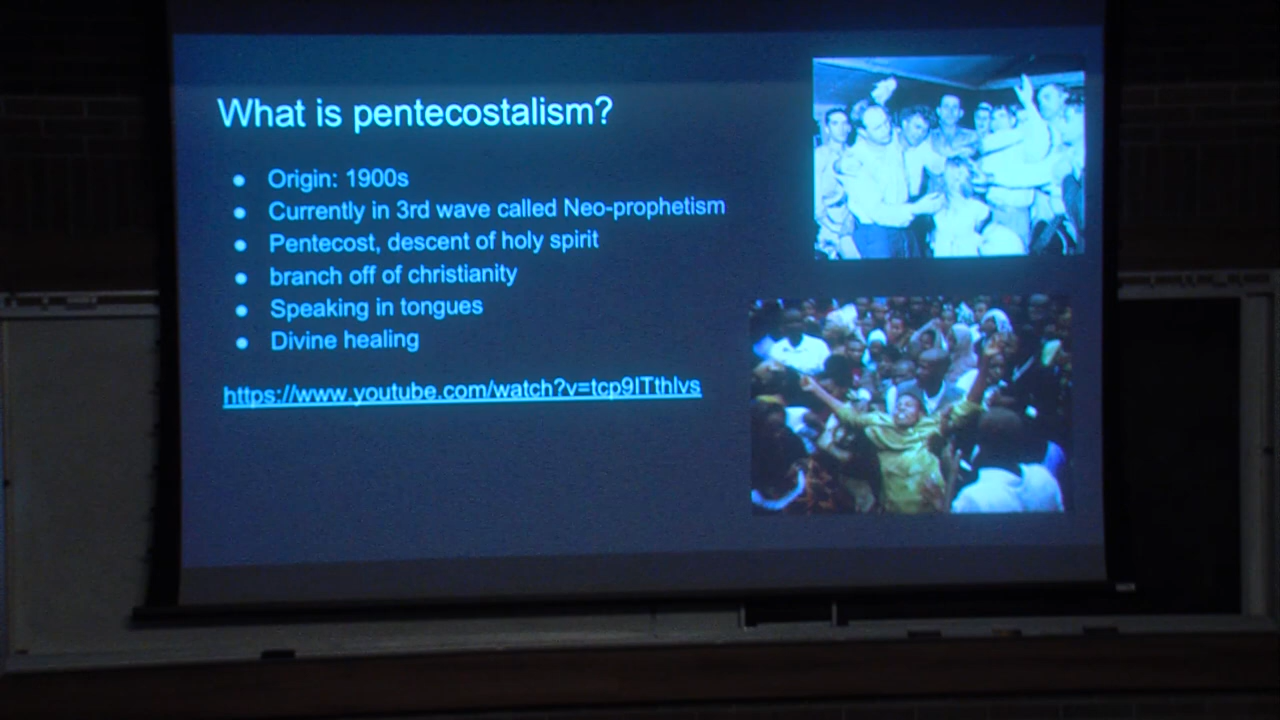 What is pentecostalism?
● Origin: 1900s
● Currently in 3rd wave called Neo-prophetism
● Pentecost, descent of holy spirit
● branch off of christianity
● Speaking in tongues
● Divine healing
https://www.youtube.com/watch?v=tcp9ITthlvs